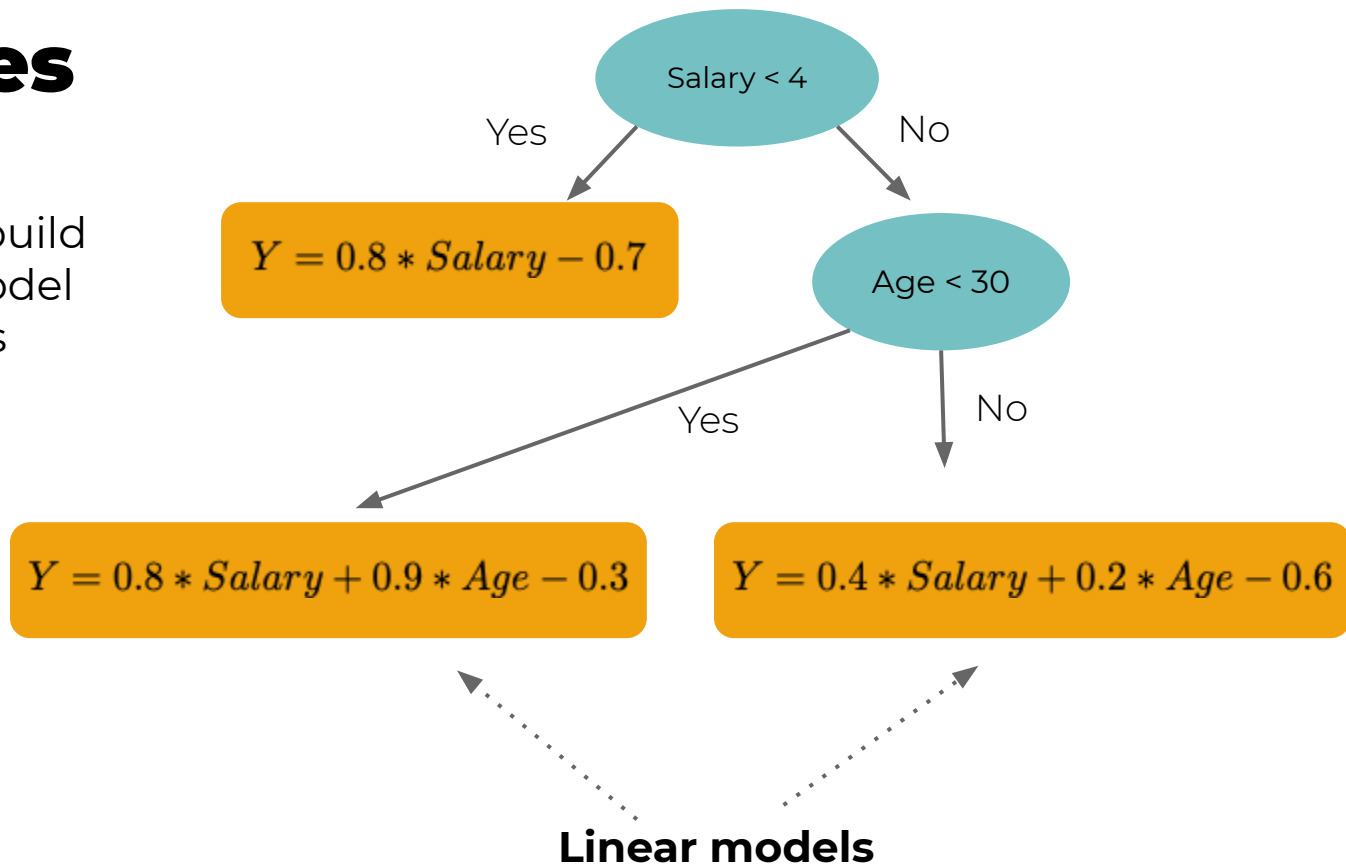 es
Salary < 4
Yes
No
build
odel
s
Y = 0.8 * Salary − 0.7
Age < 30
Yes
No
Y = 0.8 * Salary + 0.9 * Age − 0.3
Y = 0.4 * Salary + 0.2 * Age − 0.6
Linear models